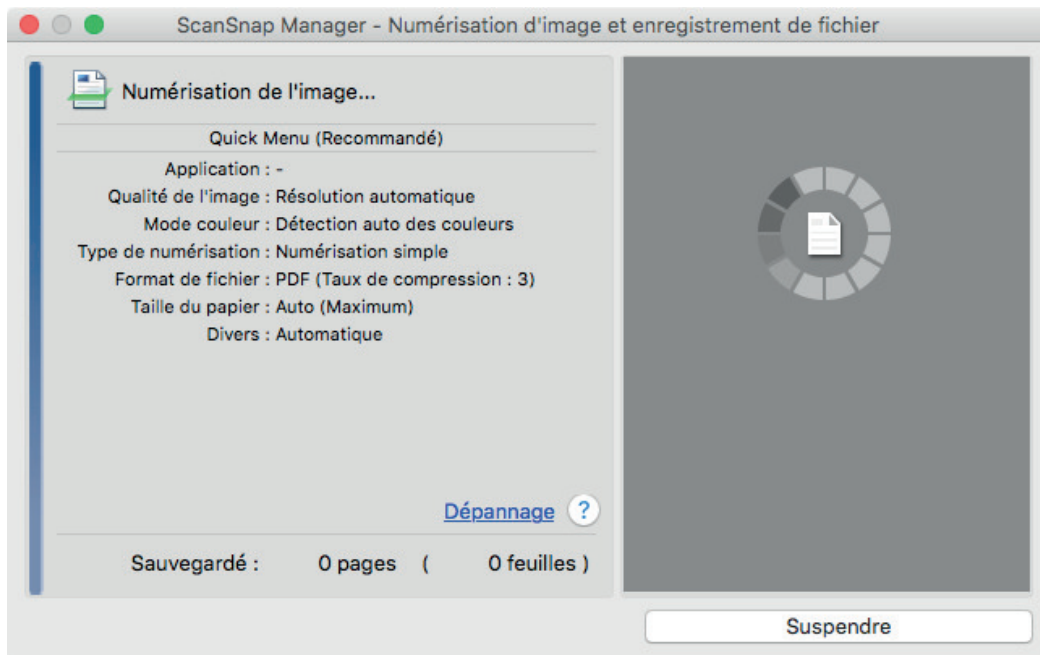 ScanSnap Manager - Numérisation d'image et enregistrement de fichier
Numérisation de l'image...
Quick Menu (Recommandé)
Application : -
Qualité de l'image : Résolution automatique
Mode couleur : Détection auto des couleurs
Type de numérisation : Numérisation simple
Format de fichier : PDF (Taux de compression : 3)
Taille du papier : Auto (Maximum)
Divers : Automatique
Dépannage ?
Sauvegardé : 0 pages ( 0 feuilles )
Suspendre